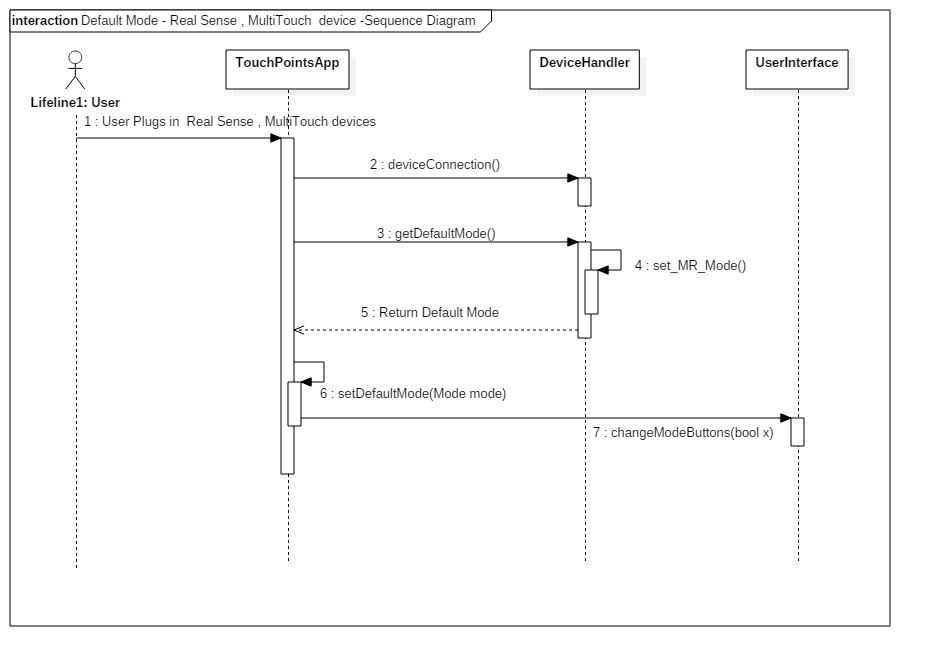 interaction Default Mode - Real Sense , MultiTouch  device -Sequence Diagram
TouchPointsApp
DeviceHandler
UserInterface
Lifeline1: User
1 : User Plugs in  Real Sense , MultiTouch devices
2 : deviceConnection()
3 : getDefaultMode()
4 : set_MR_Mode()
5 : Return Default Mode
6 : setDefaultMode(Mode mode)
7 : changeModeButtons(bool x)